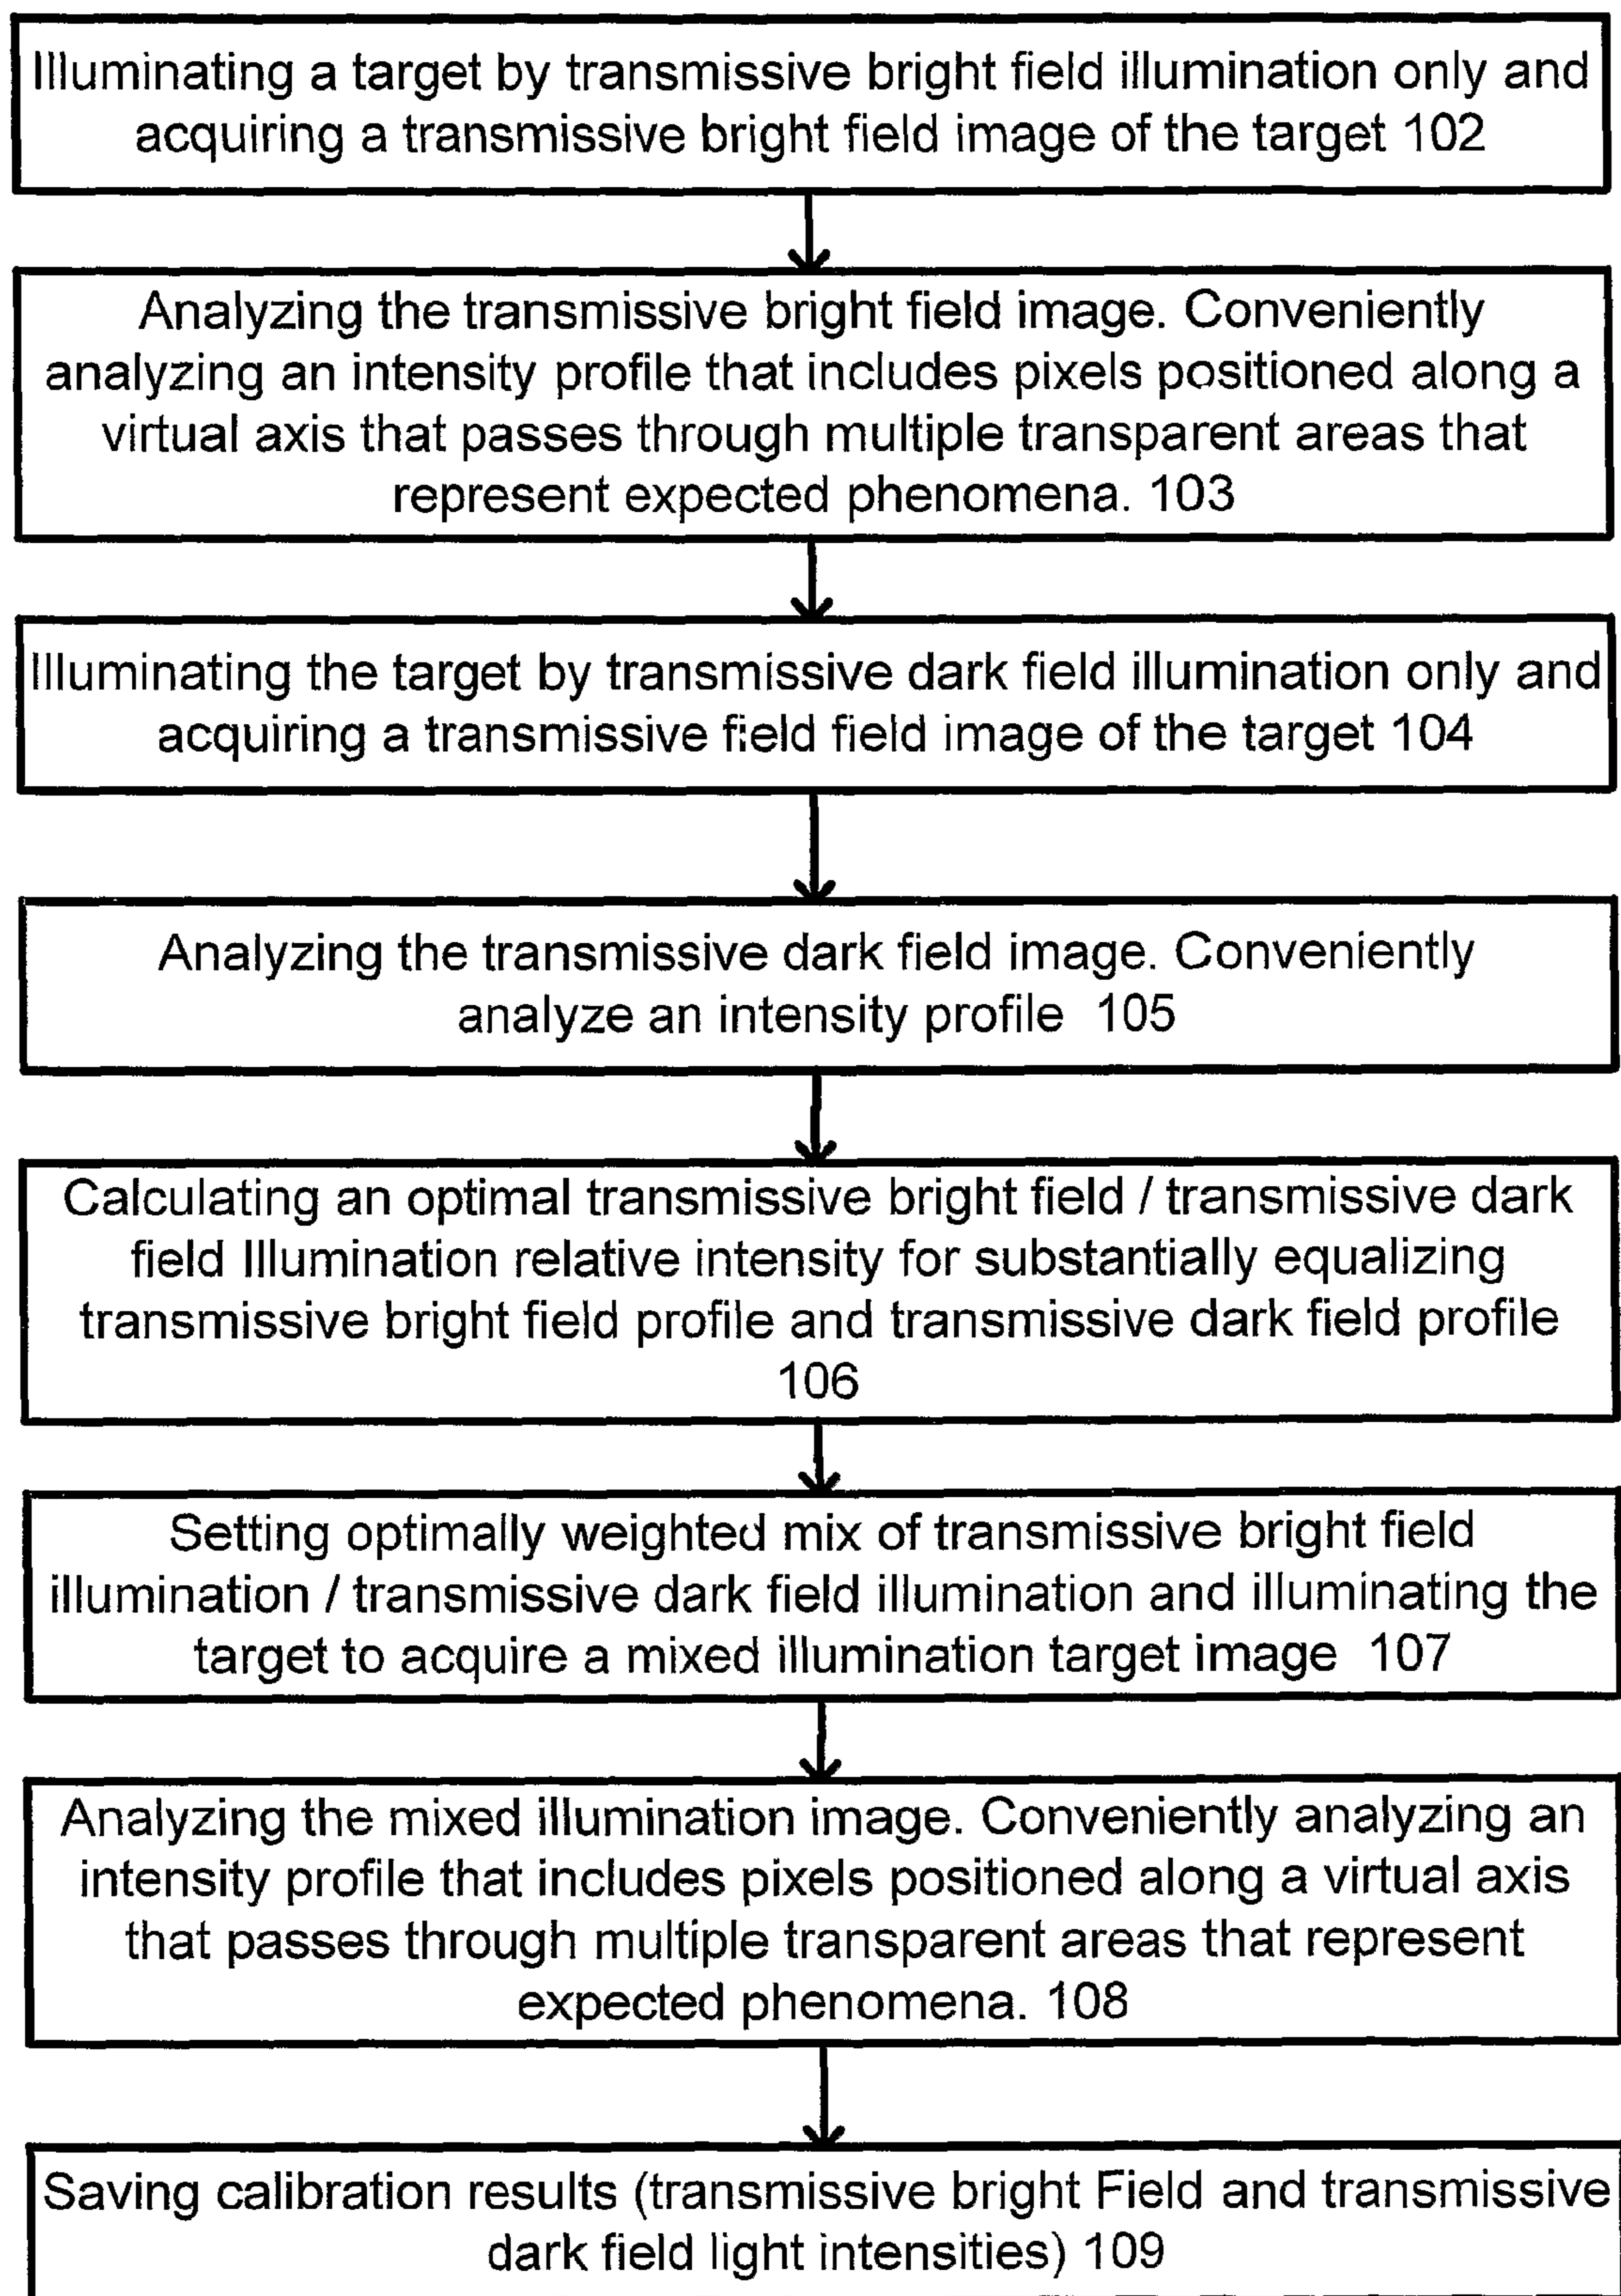 Illuminating a target by transmissive bright field illumination only and
acquiring a transmissive bright field image of the target 102
Analyzing the transmissive bright field image. Conveniently
analyzing an intensity profile that includes pixels positioned along a
virtual axis that passes through multiple transparent areas that
represent expected phenomena. 103
Illuminating the target by transmissive dark field illumination only and
acquiring a transmissive field field image of the target 104
Analyzing the transmissive dark field image. Conveniently
analyze an intensity profile 105
Calculating an optimal transmissive bright field / transmissive dark
field Illumination relative intensity for substantially equalizing
transmissive bright field profile and transmissive dark field profile
106
Setting optimally weighted mix of transmissive bright field
illumination / transmissive dark field illumination and illuminating the
target to acquire a mixed illumination target image 107
Analyzing the mixed illumination image. Conveniently analyzing an
intensity profile that includes pixels positioned along a virtual axis
that passes through multiple transparent areas that represent
expected phenomena. 108
Saving calibration results (transmissive bright Field and transmissive
dark field light intensities) 109